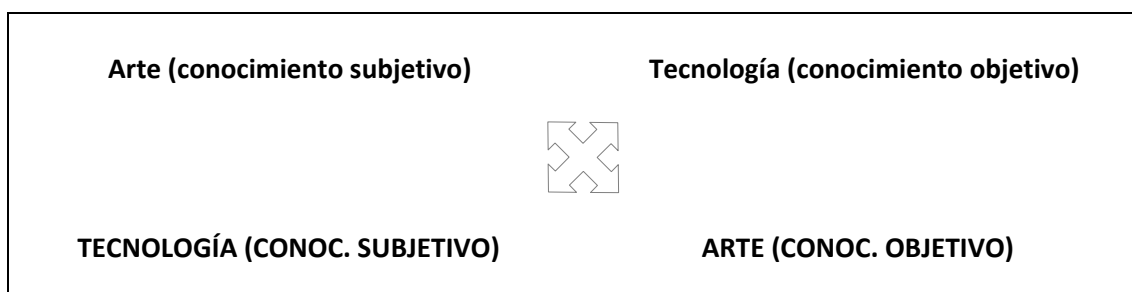 Arte (conocimiento subjetivo) Tecnología (conocimiento objetivo)
TECNOLOGÍA (CONOC. SUBJETIVO) ARTE (CONOC. OBJETIVO)